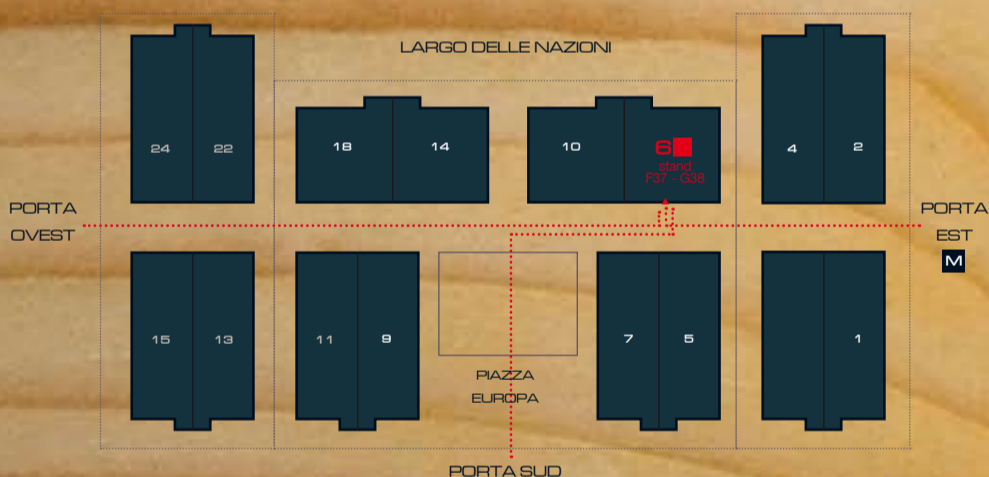 LARGO DELLE NAZIONI
24
22
18
14
10
6
stand
F37 - G38
4
2
PORTA
OVEST
PORTA
EST
M
15
13
11
9
7
5
1
PIAZZA
EUROPA
PORTA SUD